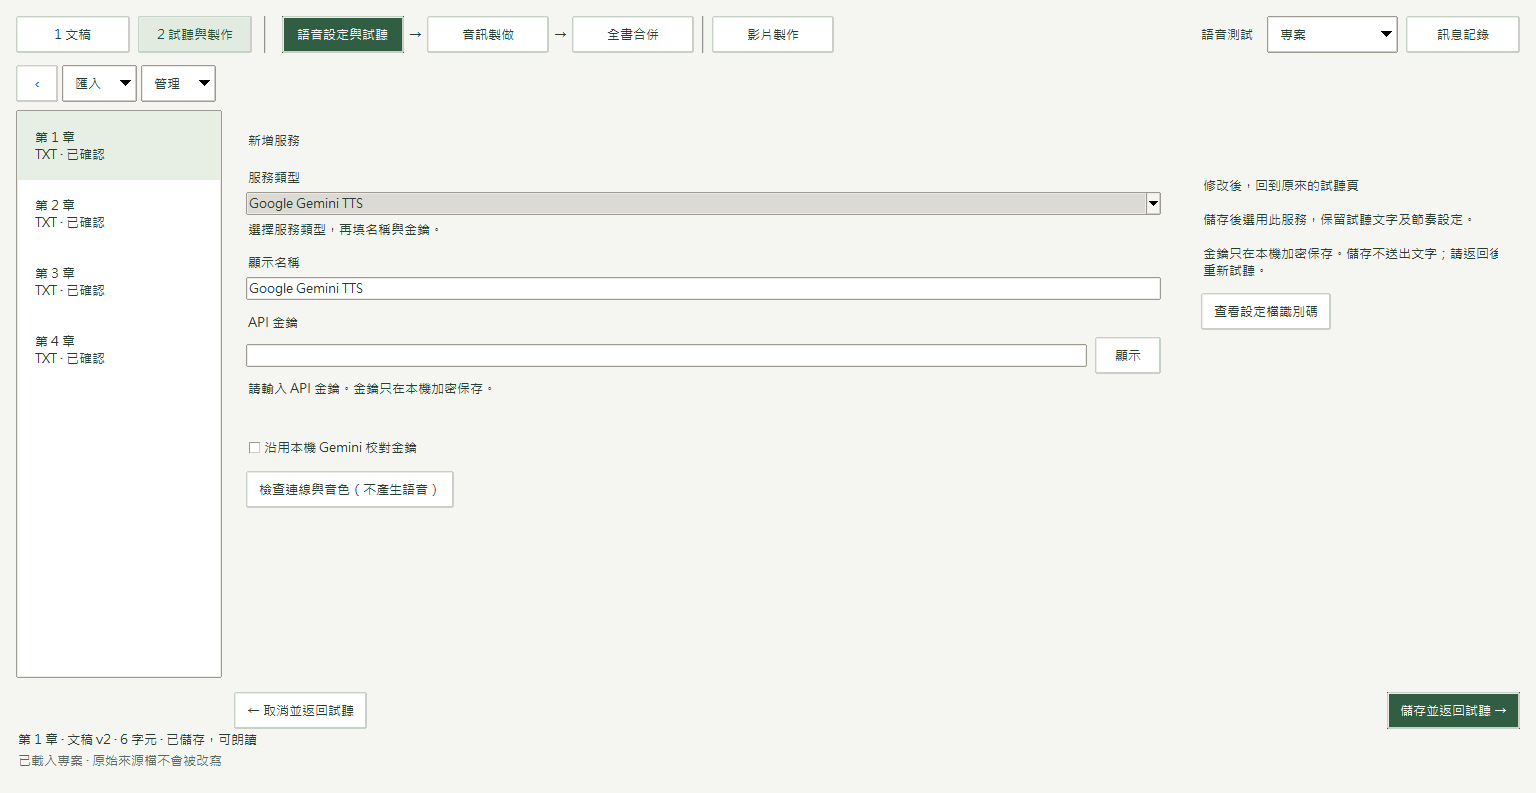 1 文稿
2 試聽與製作
語音設定與試聽
→
音訊製做
→
全書合併
影片製作
語音測試
專案
訊息記錄
‹
匯入
管理
第 1 章
TXT · 已確認
第 2 章
TXT · 已確認
第 3 章
TXT · 已確認
第 4 章
TXT · 已確認
新增服務
服務類型
Google Gemini TTS
選擇服務類型，再填名稱與金鑰。
顯示名稱
Google Gemini TTS
API 金鑰
顯示
請輸入 API 金鑰。金鑰只在本機加密保存。
沿用本機 Gemini 校對金鑰
檢查連線與音色（不產生語音）
修改後，回到原來的試聽頁
儲存後選用此服務，保留試聽文字及節奏設定。
金鑰只在本機加密保存。儲存不送出文字；請返回後
重新試聽。
查看設定檔識別碼
← 取消並返回試聽
儲存並返回試聽 →
第 1 章 · 文稿 v2 · 6 字元 · 已儲存，可朗讀
已載入專案 · 原始來源檔不會被改寫